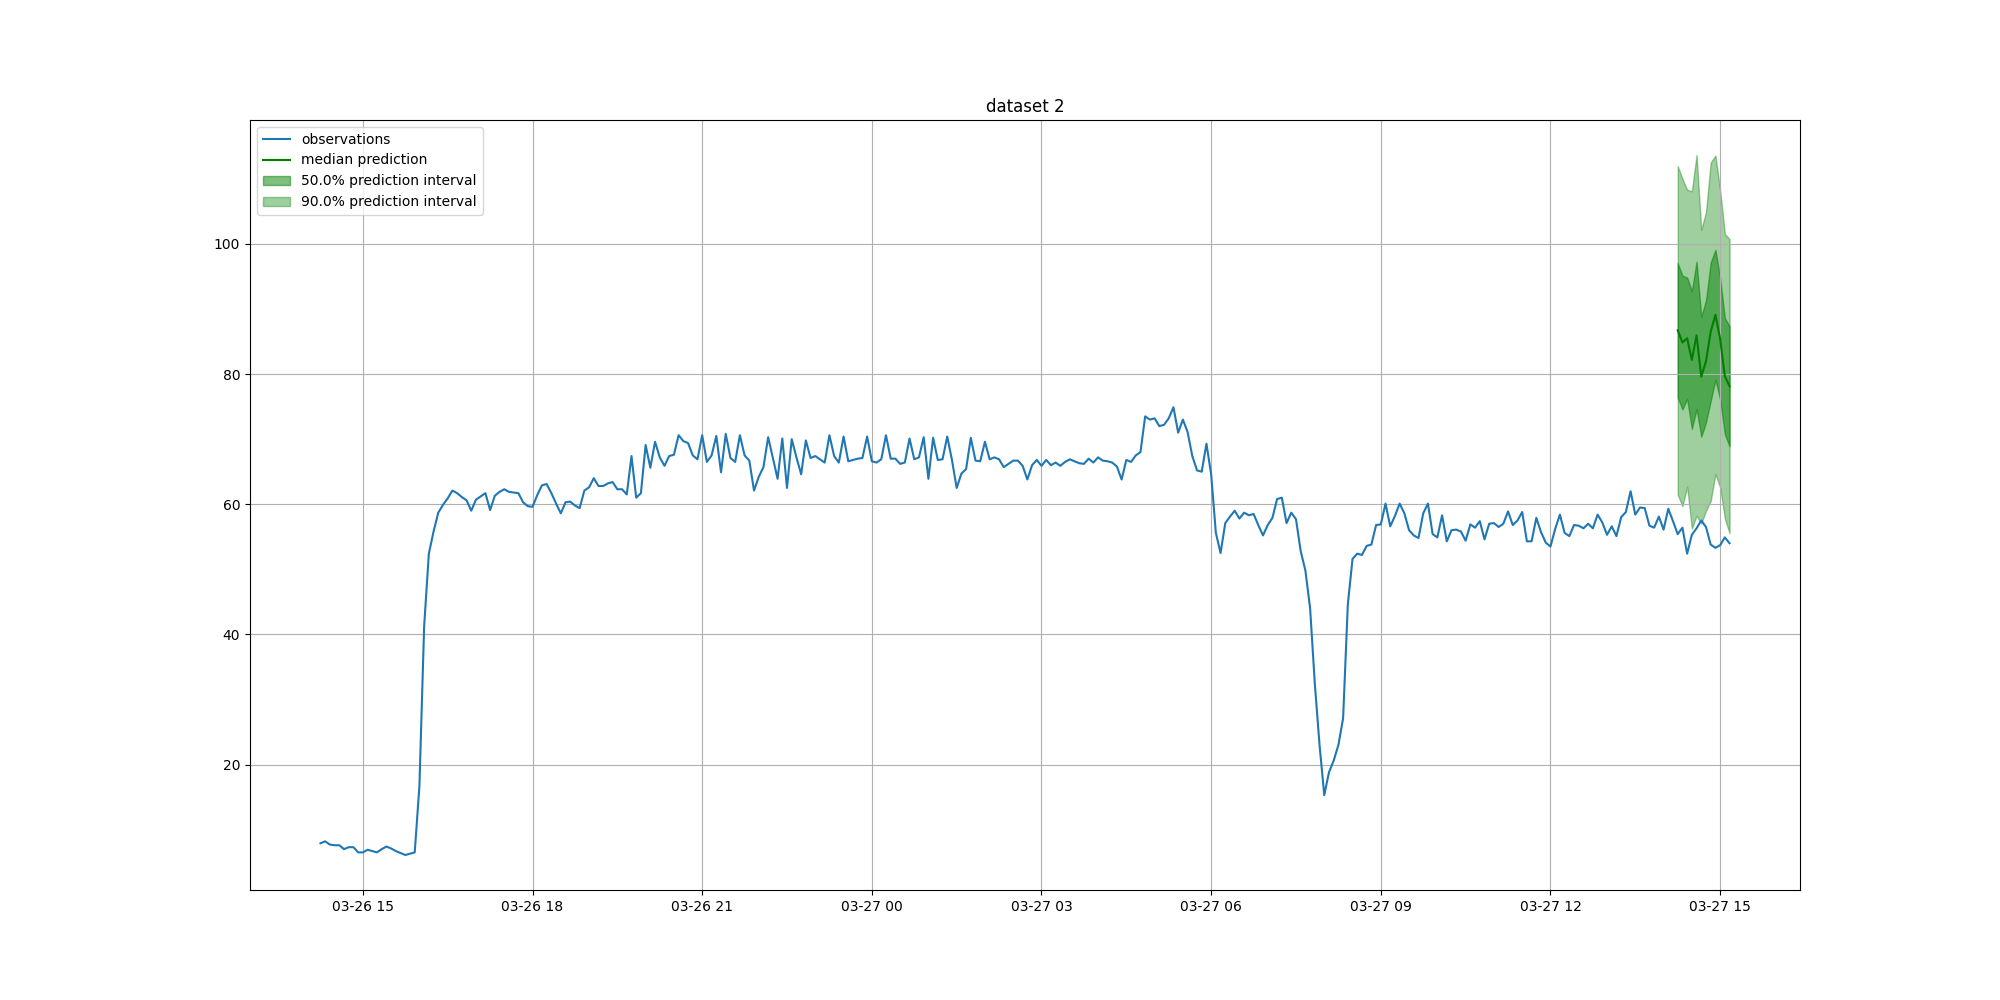 dataset 2
observations
median prediction
50.0% prediction interval
90.0% prediction interval
100
80
60
40
20
03-26 15
03-26 18
03-26 21
03-27 00
03-27 03
03-27 06
03-27 09
03-27 12
03-27 15